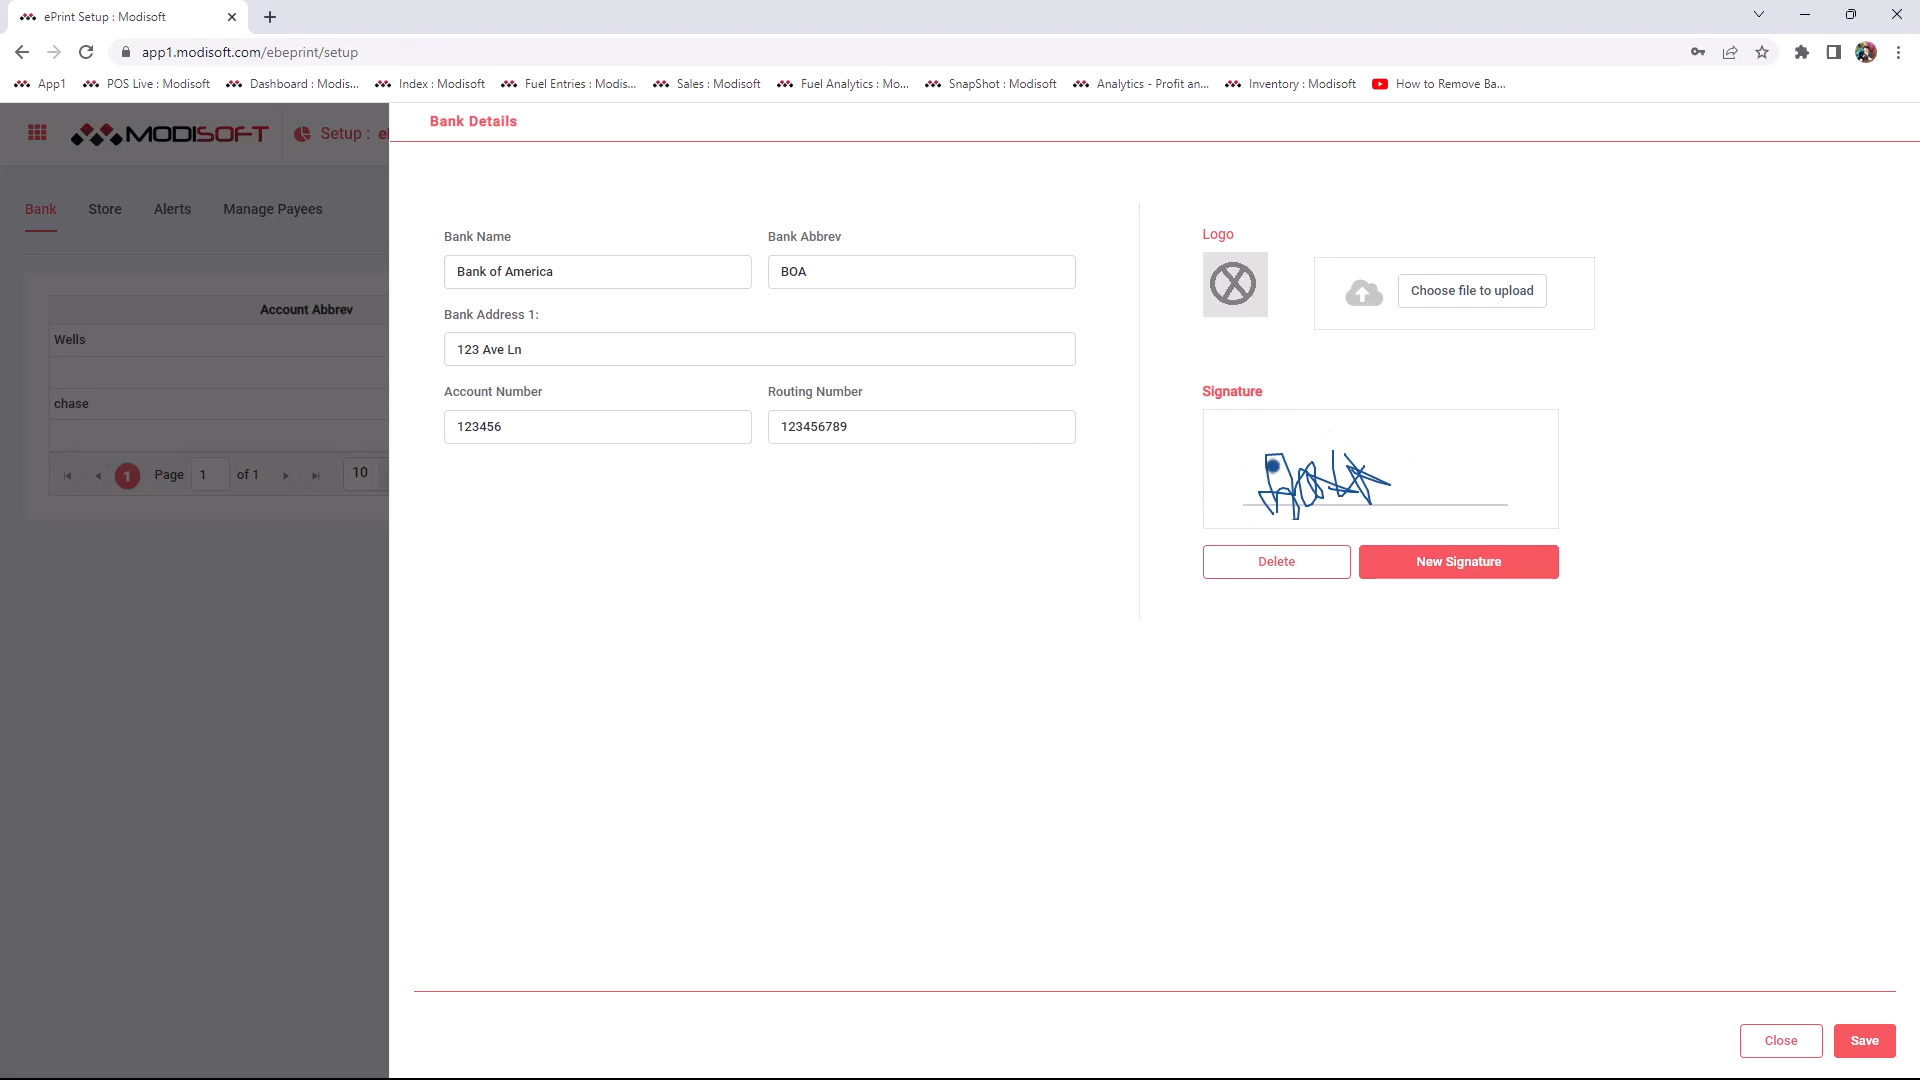 ePrint Setup : Modisoft
app1.modisoft.com/ebeprint/setup
App1 POS Live : Modisoft Dashboard : Modis... Index : Modisoft Fuel Entries : Modis... Sales : Modisoft Fuel Analytics : Mo... SnapShot : Modisoft Analytics - Profit an... Inventory : Modisoft How to Remove Ba...
MODISOFT Setup :
Bank Details
Bank Store Alerts Manage Payees
Account Abbrev
Wells
chase
1 Page 1 of 1 10
Bank Name Bank Abbrev
Bank of America BOA
Bank Address 1:
123 Ave Ln
Account Number Routing Number
123456 123456789
Logo
Choose file to upload
Signature
Delete New Signature
Close Save